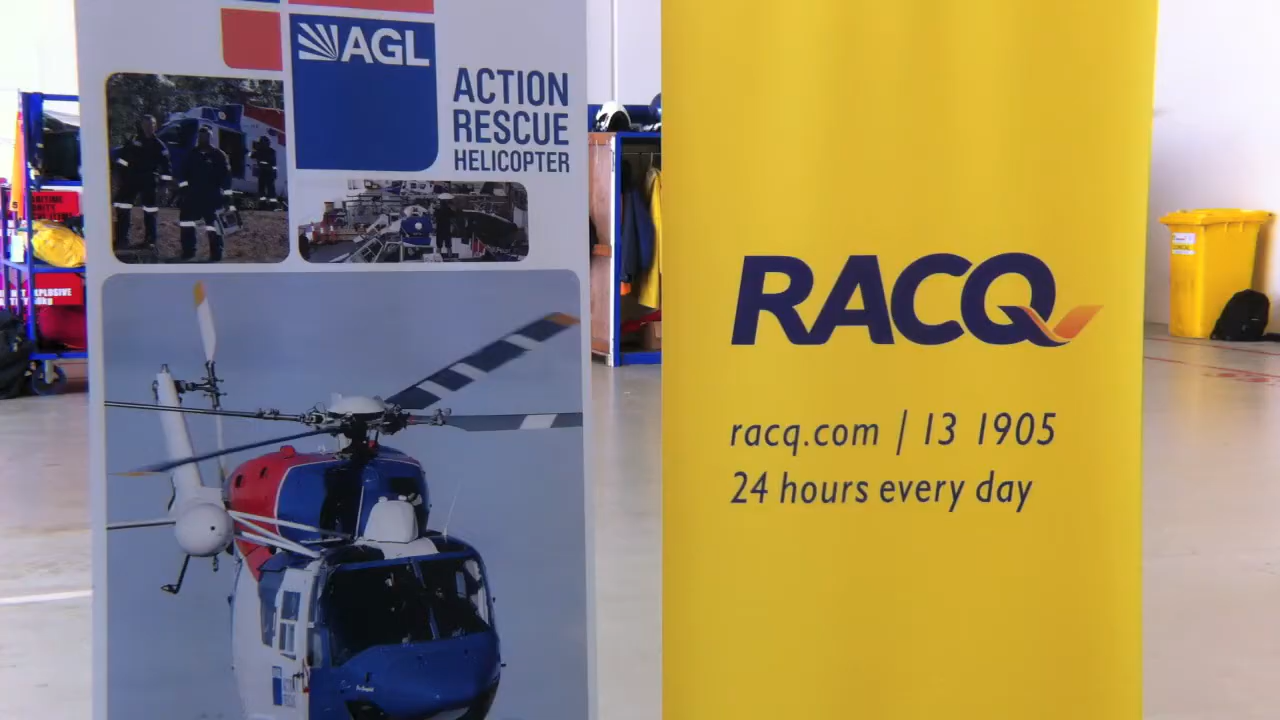 AGL
ACTION
RESCUE
HELICOPTER
RACQ
racq.com | 13 1905
24 hours every day